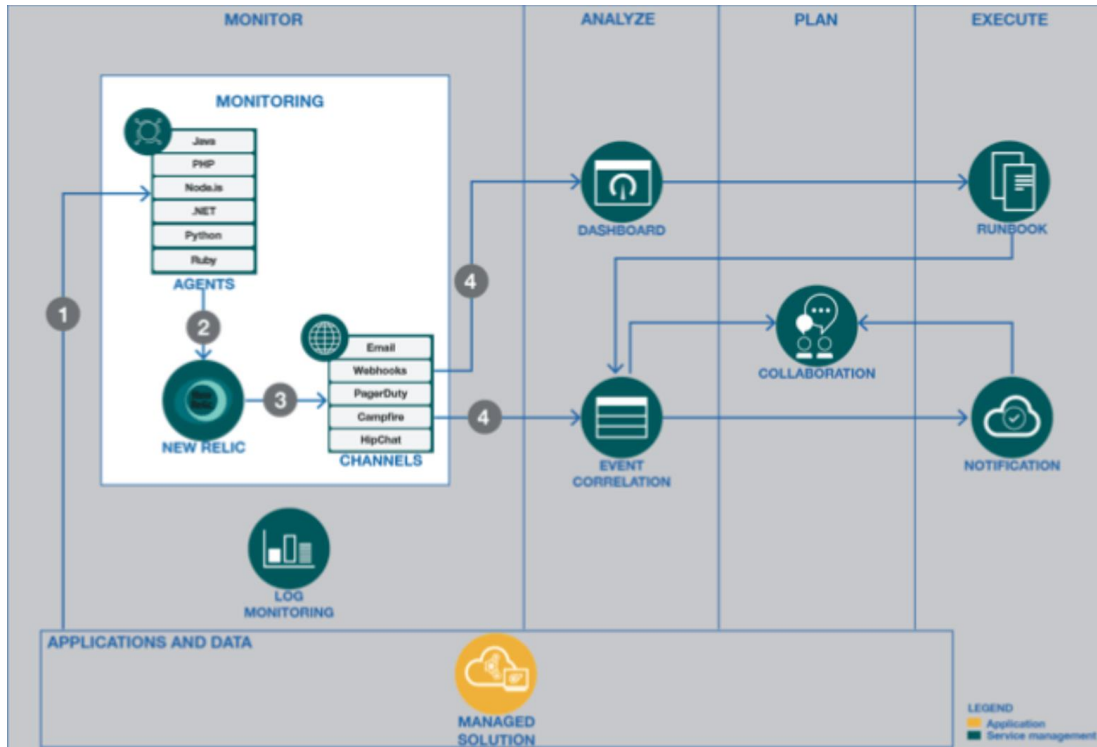 MONITOR
ANALYZE
PLAN
EXECUTE
MONITORING
Java
PHP
Node.js
.NET
Python
Ruby
AGENTS
1
2
New
Relic
NEW RELIC
3
Email
Webhooks
PagerDuty
Campfire
HipChat
CHANNELS
4
4
DASHBOARD
RUNBOOK
COLLABORATION
EVENT
CORRELATION
NOTIFICATION
LOG
MONITORING
APPLICATIONS AND DATA
MANAGED
SOLUTION
LEGEND
Application
Service management